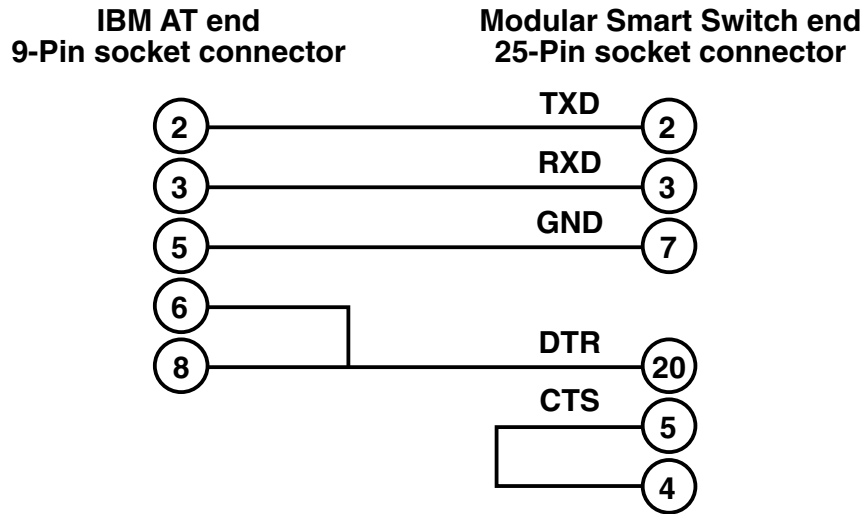 IBM AT end
9-Pin socket connector
Modular Smart Switch end
25-Pin socket connector
2 TXD 2
3 RXD 3
5 GND 7
6
8 DTR 20
CTS 5
4